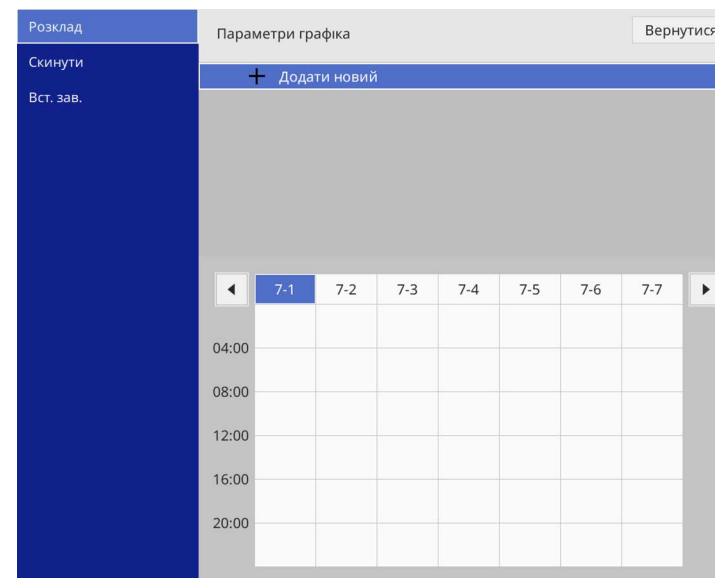 Розклад
Скинути
Вст. зав.
Параметри графіка
Вернутися
Додати новий
7-1 7-2 7-3 7-4 7-5 7-6 7-7
04:00
08:00
12:00
16:00
20:00